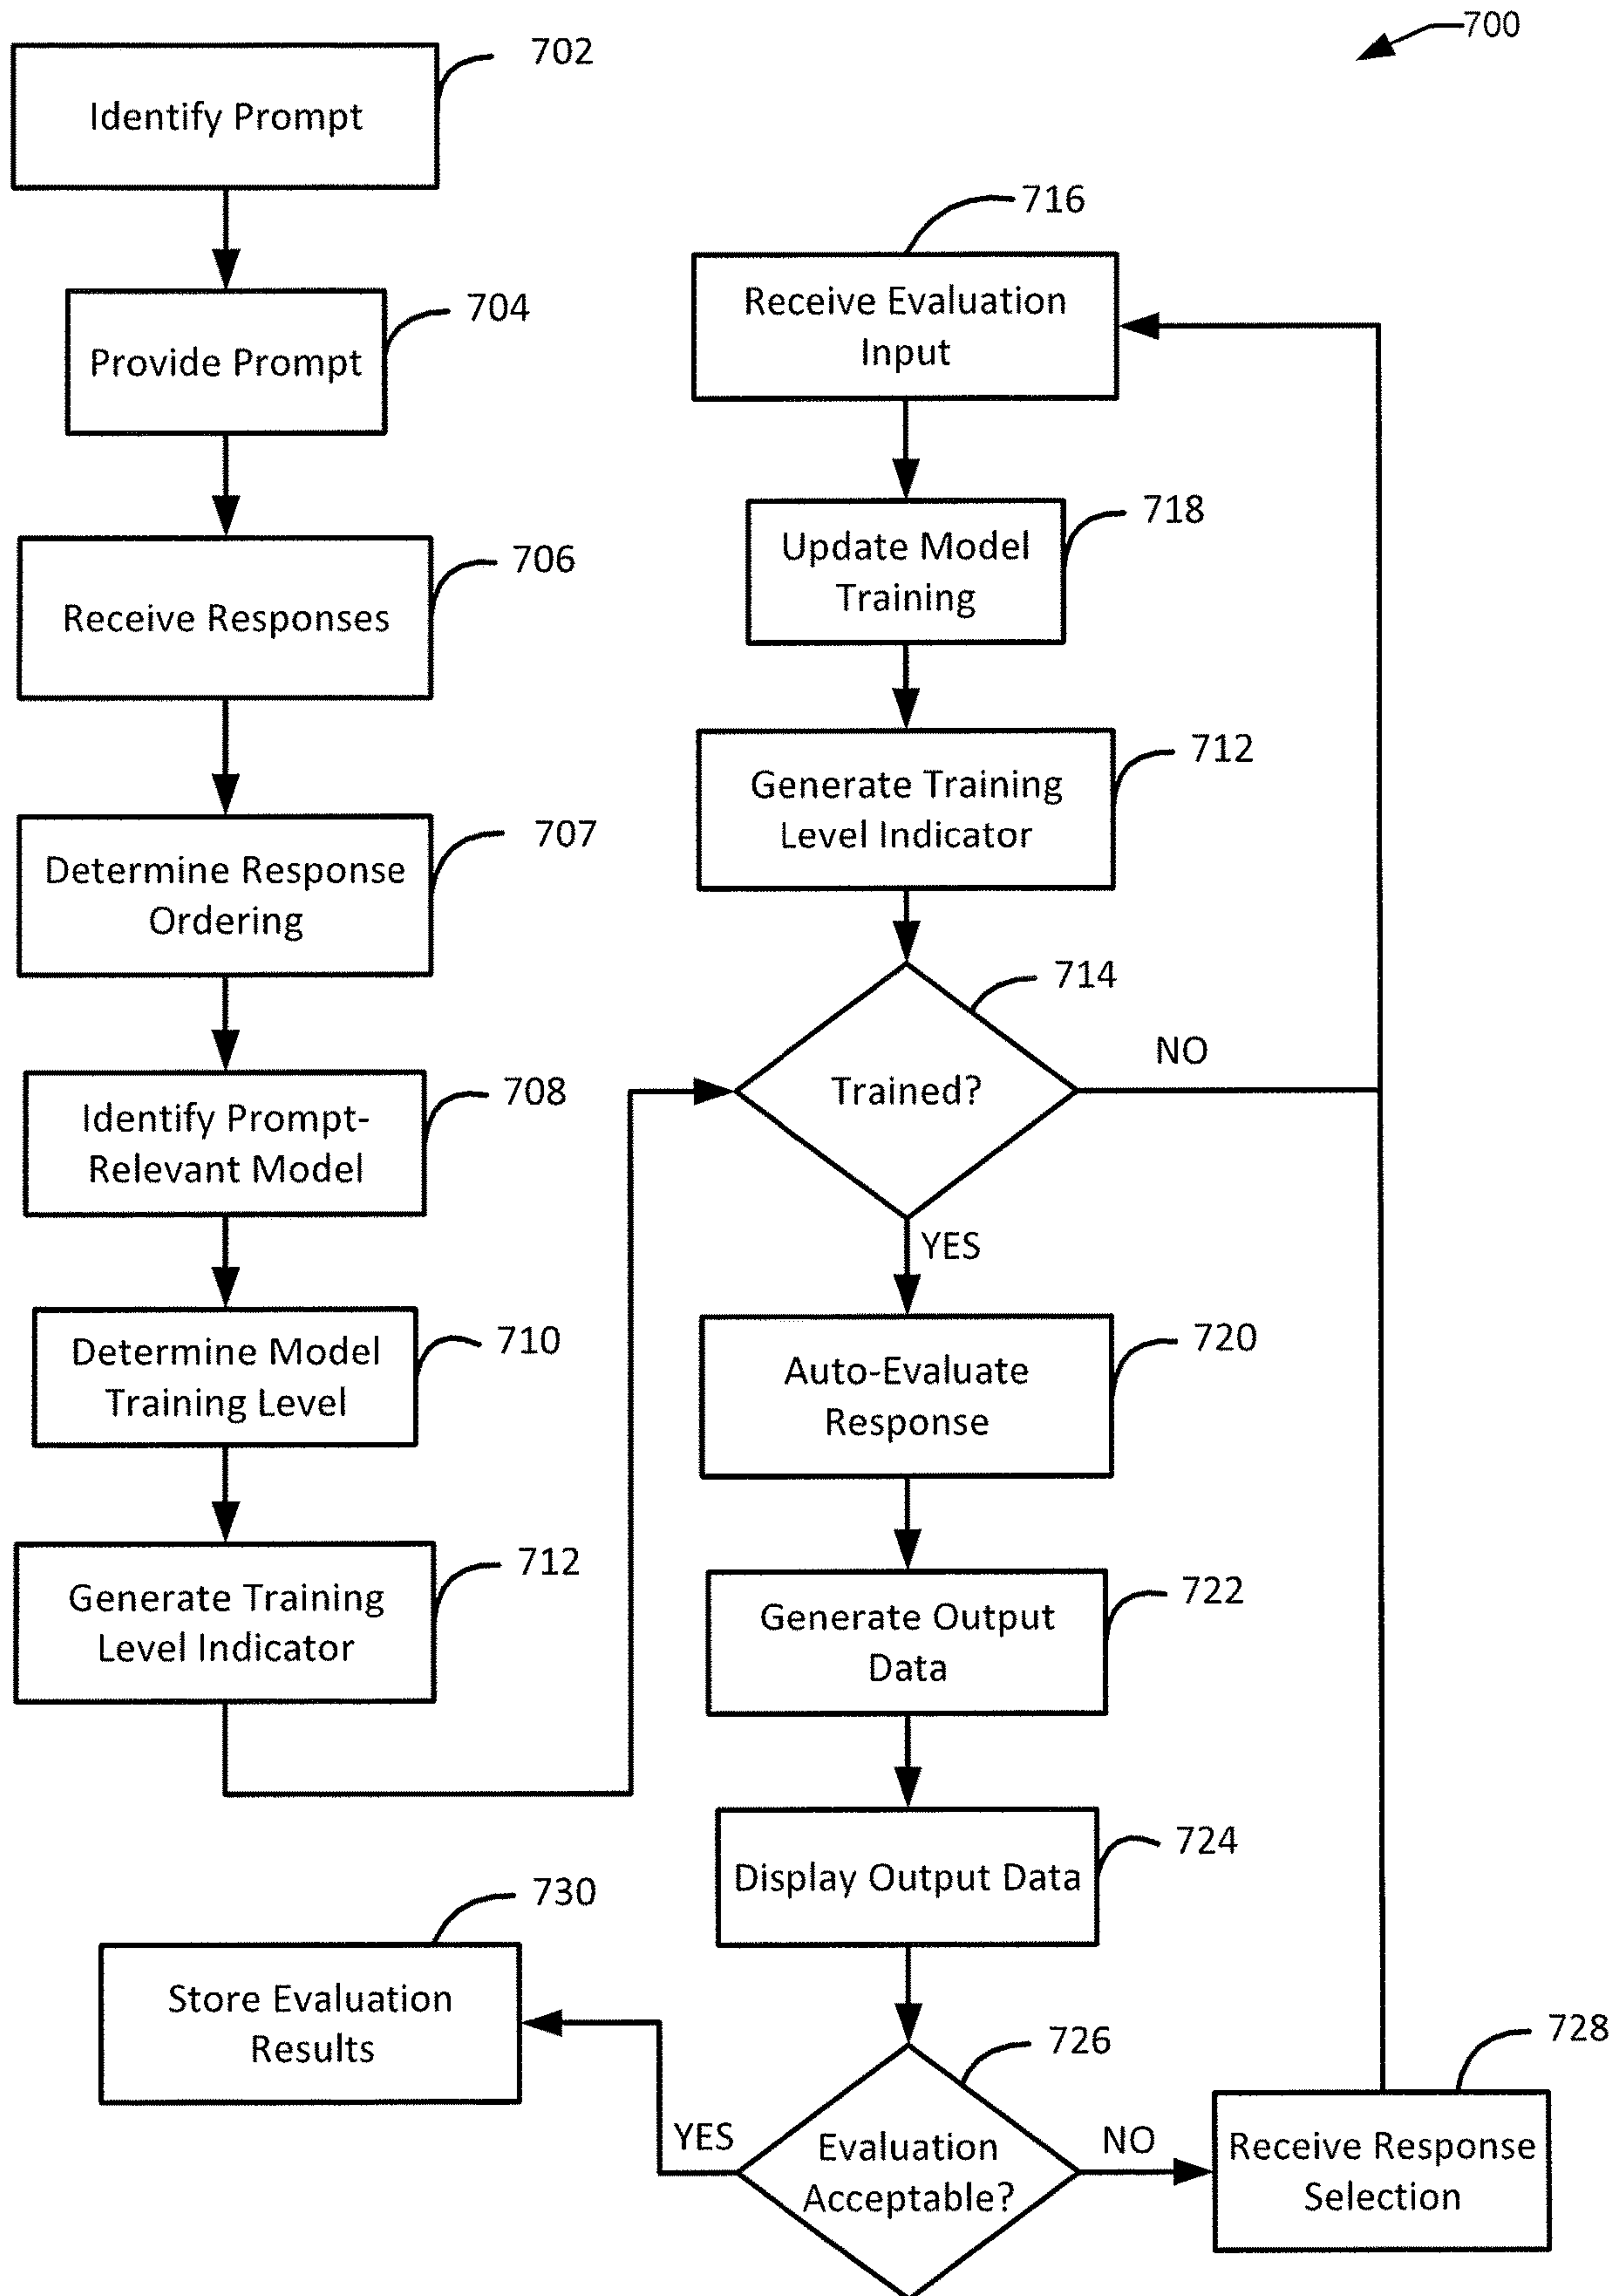 700
702
Identify Prompt
704
Provide Prompt
706
Receive Responses
707
Determine Response
Ordering
708
Identify Prompt-
Relevant Model
710
Determine Model
Training Level
712
Generate Training
Level Indicator
716
Receive Evaluation
Input
718
Update Model
Training
712
Generate Training
Level Indicator
714
Trained?
NO
YES
720
Auto-Evaluate
Response
722
Generate Output
Data
724
Display Output Data
726
Evaluation
Acceptable?
YES
NO
728
Receive Response
Selection
730
Store Evaluation
Results